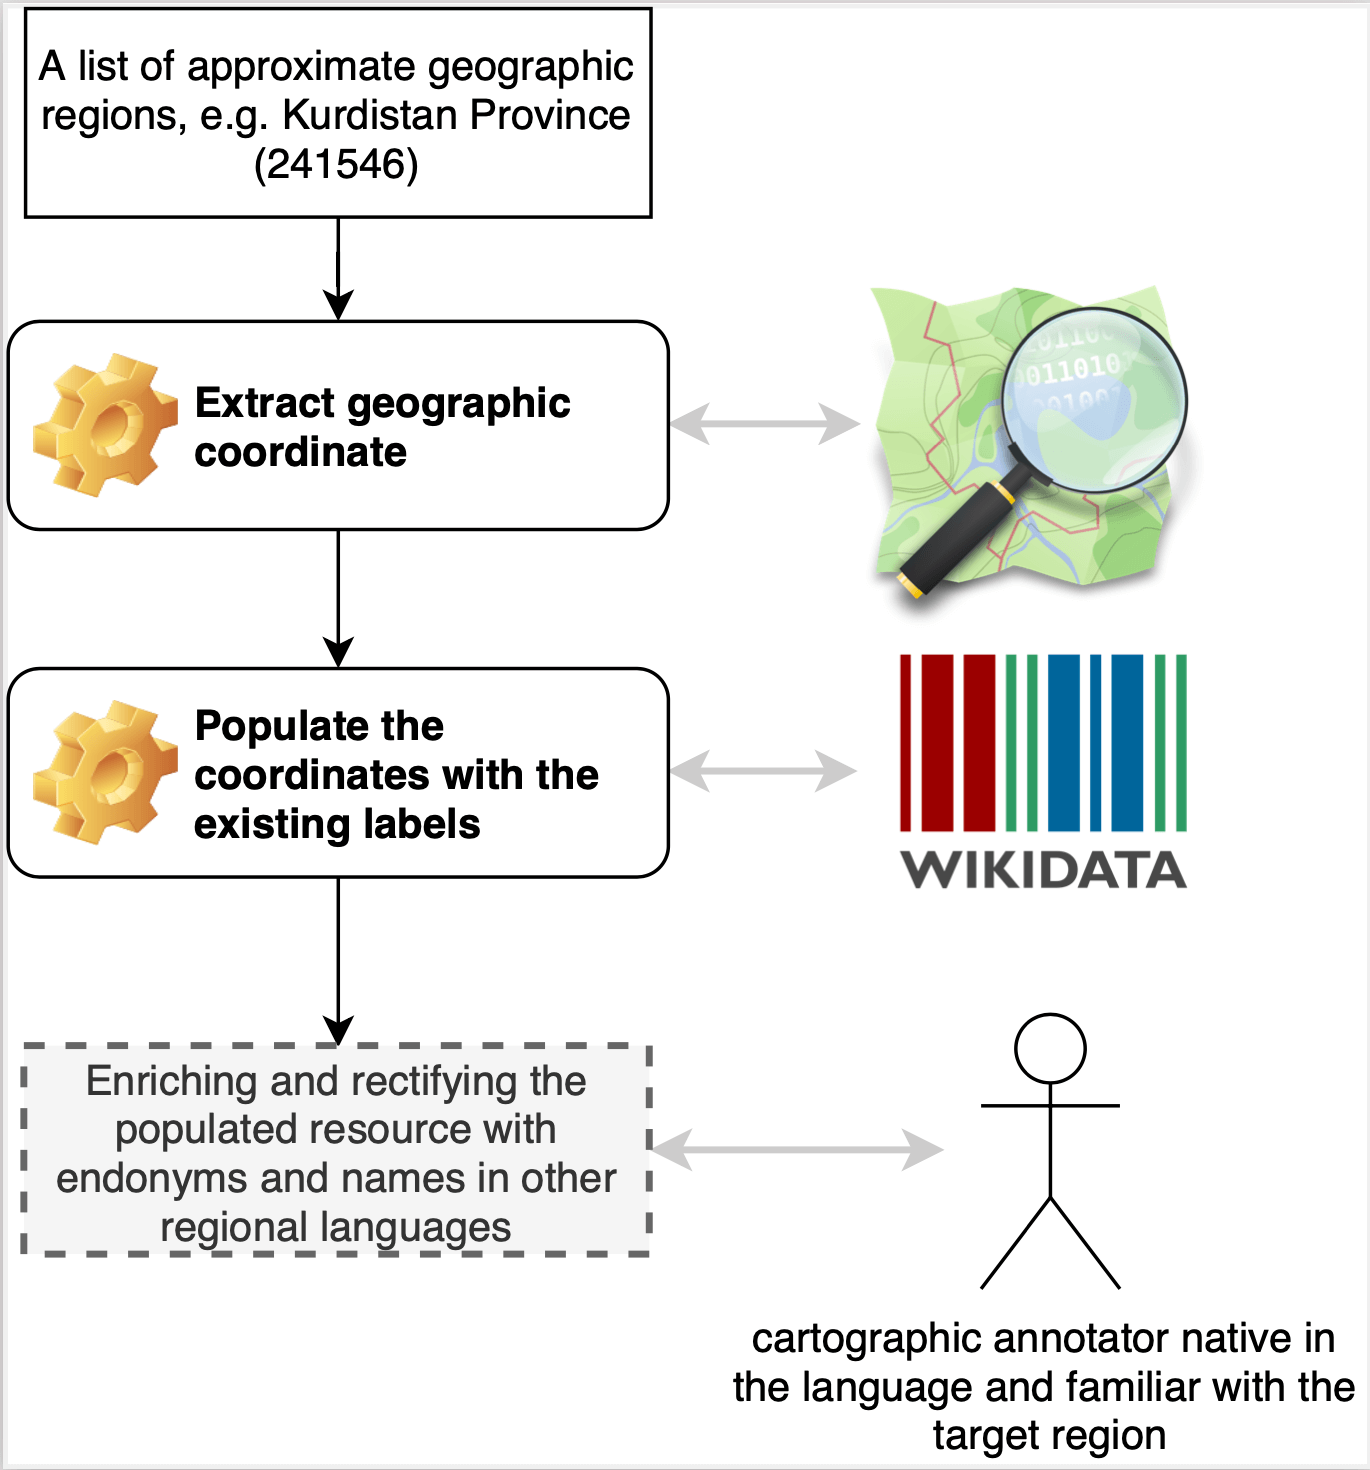 A list of approximate geographic
regions, e.g. Kurdistan Province
(241546)
Extract geographic
coordinate
Populate the
coordinates with the
existing labels
WIKIDATA
Enriching and rectifying the
populated resource with
endonyms and names in other
regional languages
cartographic annotator native in
the language and familiar with the
target region